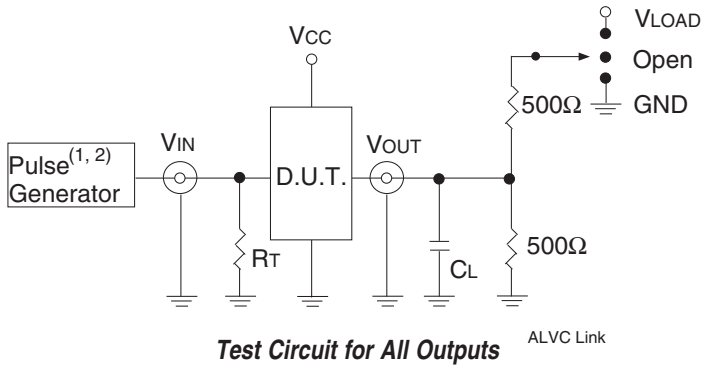 VLOAD
VCC
Open
500Ω
GND
VIN
VOUT
Pulse(1, 2)
Generator
D.U.T.
RT
CL
500Ω
Test Circuit for All Outputs
ALVC Link